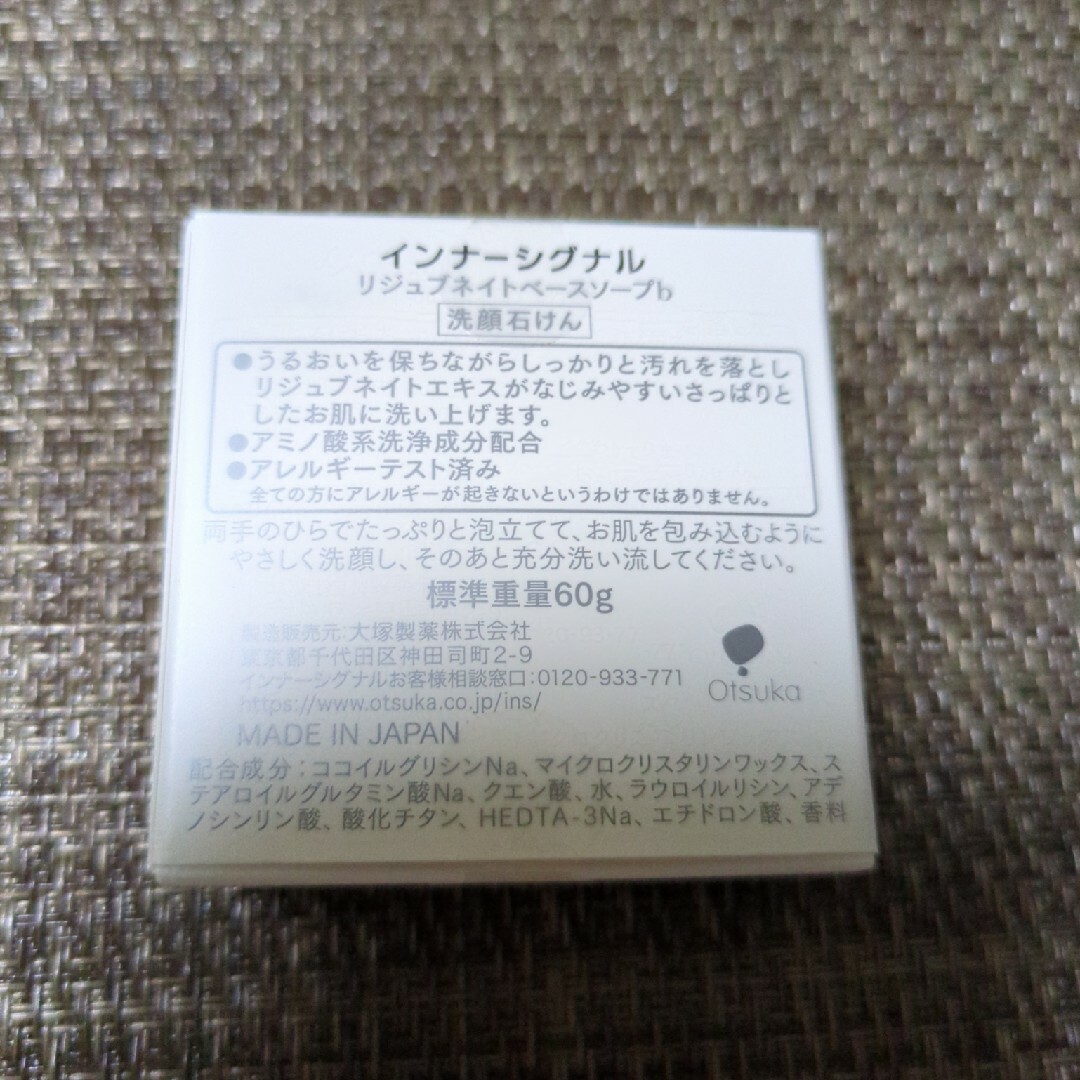 インナーシグナル
リジュブネイトベースソープb
洗顔石けん
●うるおいを保ちながらしっかりと汚れを落とし
リジュブネイトエキスがなじみやすいさっぱりと
したお肌に洗い上げます。
●アミノ酸系洗浄成分配合
●アレルギーテスト済み
全ての方にアレルギーが起きないというわけではありません。
両手のひらでたっぷりと泡立てて、お肌を包み込むように
やさしく洗顔し、そのあと充分洗い流してください。
標準重量60g
製造販売元:大塚製薬株式会社
東京都千代田区神田司町2-9
インナーシグナルお客様相談窓口:0120-933-771
https://www.otsuka.co.jp/ins/
Otsuka
MADE IN JAPAN
配合成分:ココイルグリシンNa、マイクロクリスタリンワックス、ス
テアロイルグルタミン酸Na、クエン酸、水、ラウロイルリシン、アデ
ノシンリン酸、酸化チタン、HEDTA-3Na、エチドロン酸、香料